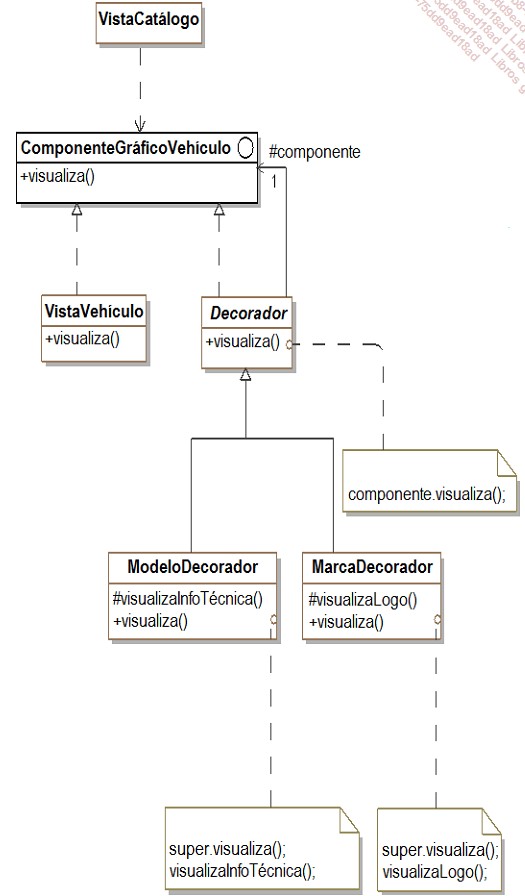 VistaCatálogo
ComponenteGráficoVehículo
+visualiza()
#componente
1
VistaVehículo
+visualiza()
Decorador
+visualiza()
componente.visualiza();
ModeloDecorador
#visualizaInfoTécnica()
+visualiza()
MarcaDecorador
#visualizaLogo()
+visualiza()
super.visualiza();
visualizaInfoTécnica();
super.visualiza();
visualizaLogo();